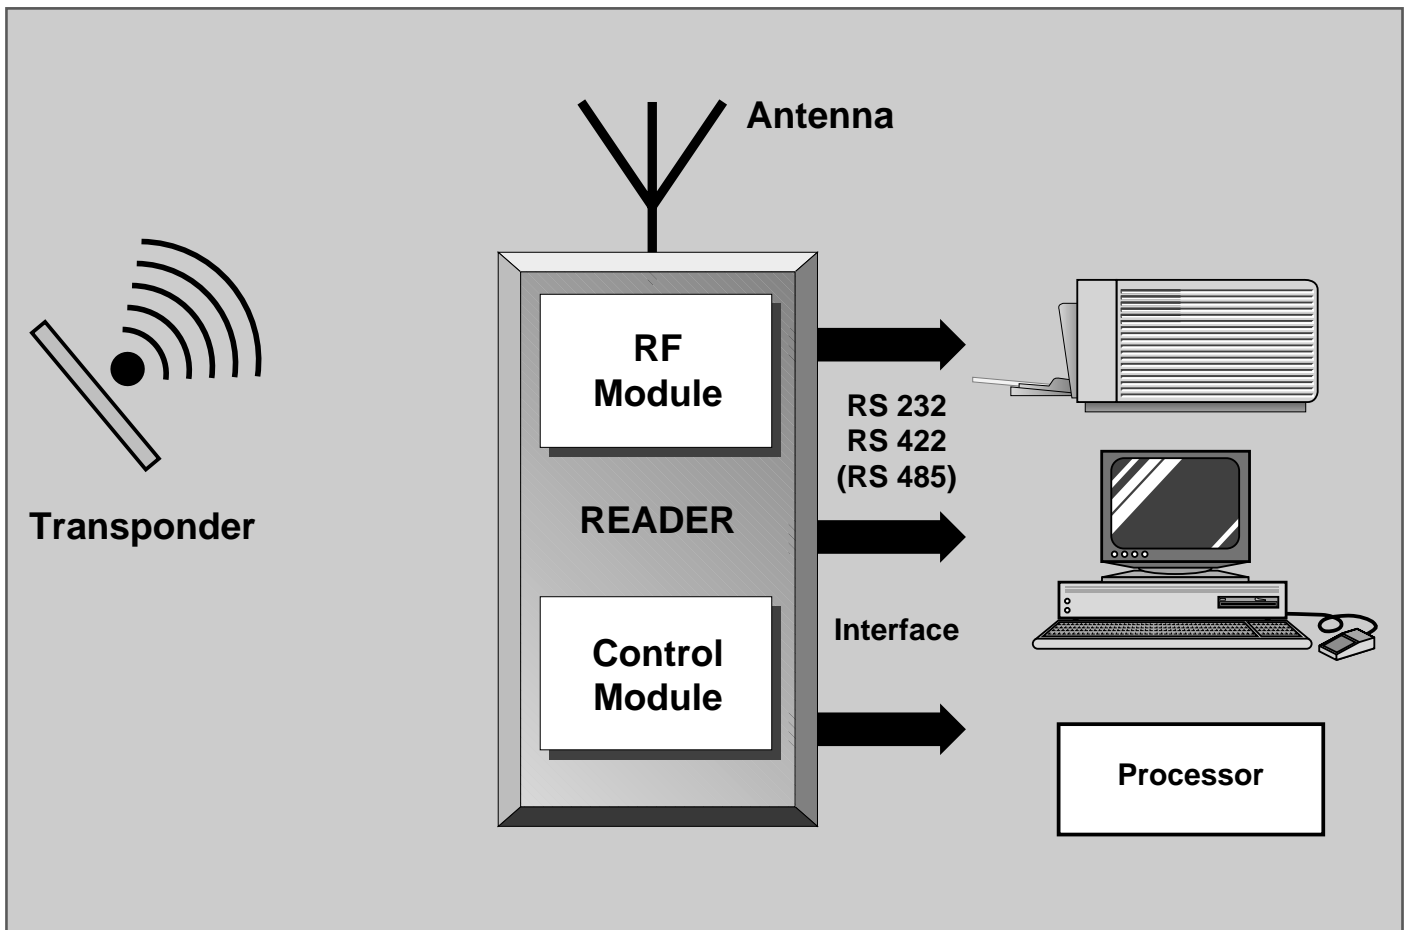 Antenna
Transponder
RF
Module
READER
Control
Module
RS 232
RS 422
(RS 485)
Interface
Processor